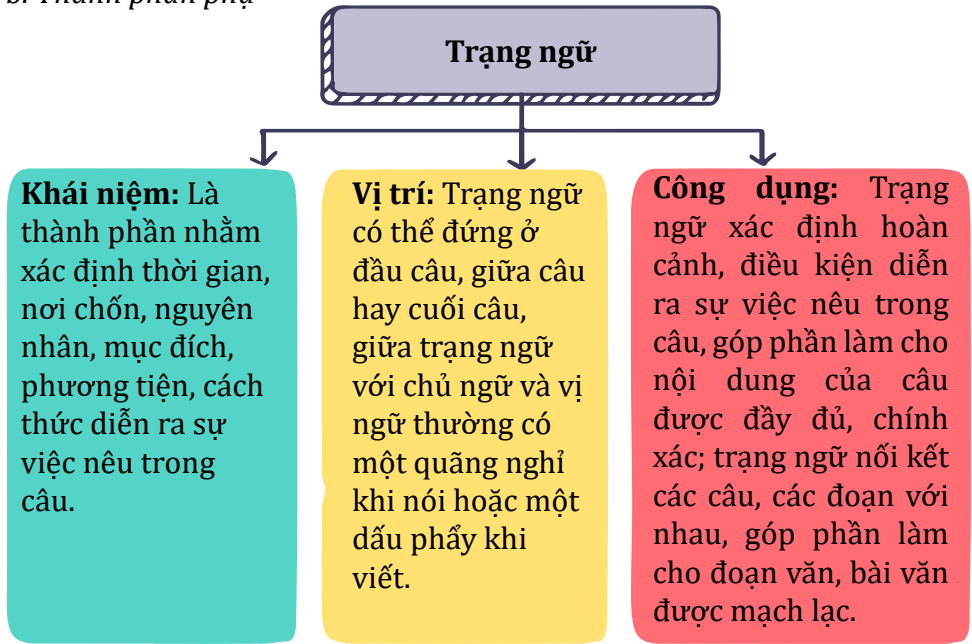 b. Thành phần phụ
Trạng ngữ
Khái niệm: Là
thành phần nhằm
xác định thời gian,
nơi chốn, nguyên
nhân, mục đích,
phương tiện, cách
thức diễn ra sự
việc nêu trong
câu.
Vị trí: Trạng ngữ
có thể đứng ở
đầu câu, giữa câu
hay cuối câu,
giữa trạng ngữ
với chủ ngữ và vị
ngữ thường có
một quãng nghỉ
khi nói hoặc một
dấu phẩy khi
viết.
Công dụng: Trạng
ngữ xác định hoàn
cảnh, điều kiện diễn
ra sự việc nêu trong
câu, góp phần làm cho
nội dung của câu
được đầy đủ, chính
xác; trạng ngữ nối kết
các câu, các đoạn với
nhau, góp phần làm
cho đoạn văn, bài văn
được mạch lạc.